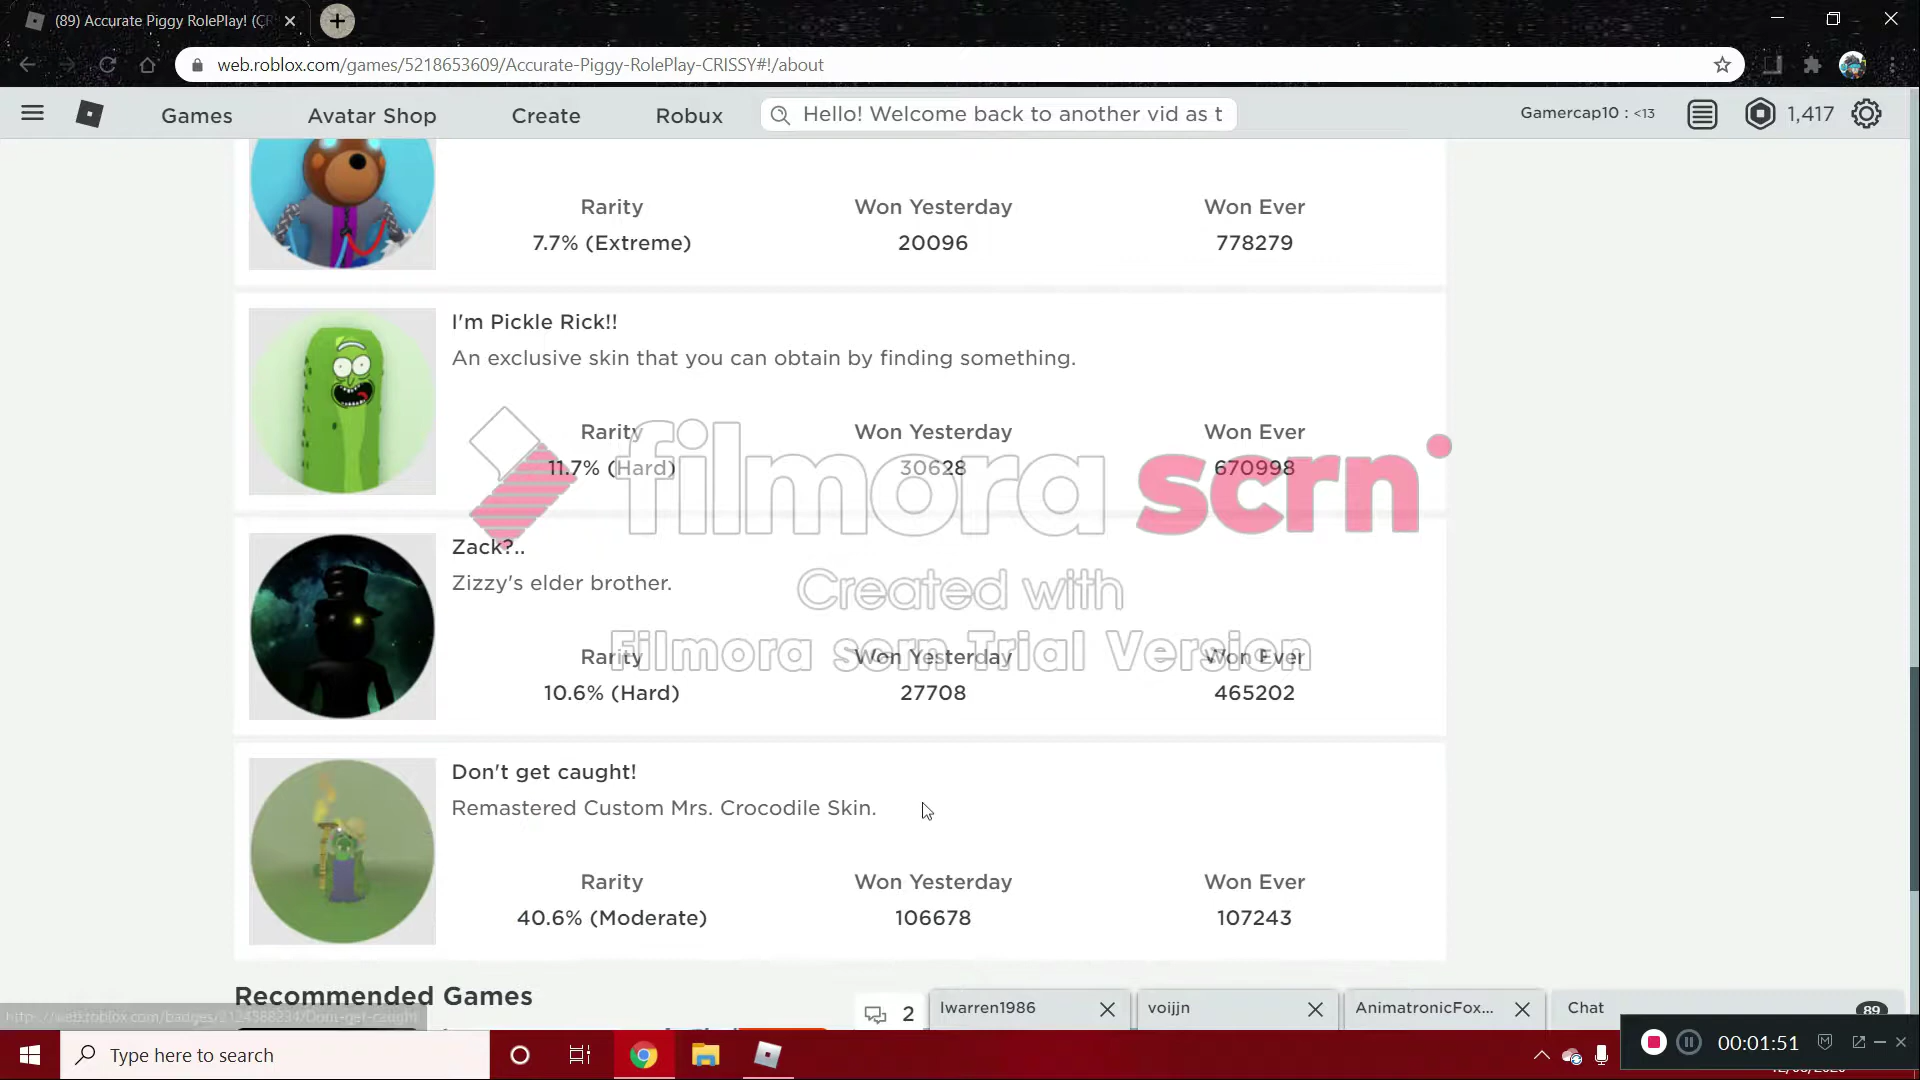 (89) Accurate Piggy RolePlay! (CR
web.roblox.com/games/5218653609/Accurate-Piggy-RolePlay-CRISSY#!/about
Games
Avatar Shop
Create
Robux
Hello! Welcome back to another vid as t
Gamercap10 : <13
1,417
Rarity
Won Yesterday
Won Ever
7.7% (Extreme)
20096
778279
I'm Pickle Rick!!
An exclusive skin that you can obtain by finding something.
Rarity
Won Yesterday
Won Ever
11.7% (Hard)
30628
670998
filmora scrn
Zack?..
Zizzy's elder brother.
Created with
Filmora scrn Trial Version
Rarity
Won Yesterday
Won Ever
10.6% (Hard)
27708
465202
Don't get caught!
Remastered Custom Mrs. Crocodile Skin.
Rarity
Won Yesterday
Won Ever
40.6% (Moderate)
106678
107243
Recommended Games
2
lwarren1986
voijjn
AnimatronicFox...
Chat
89
Type here to search
00:01:51